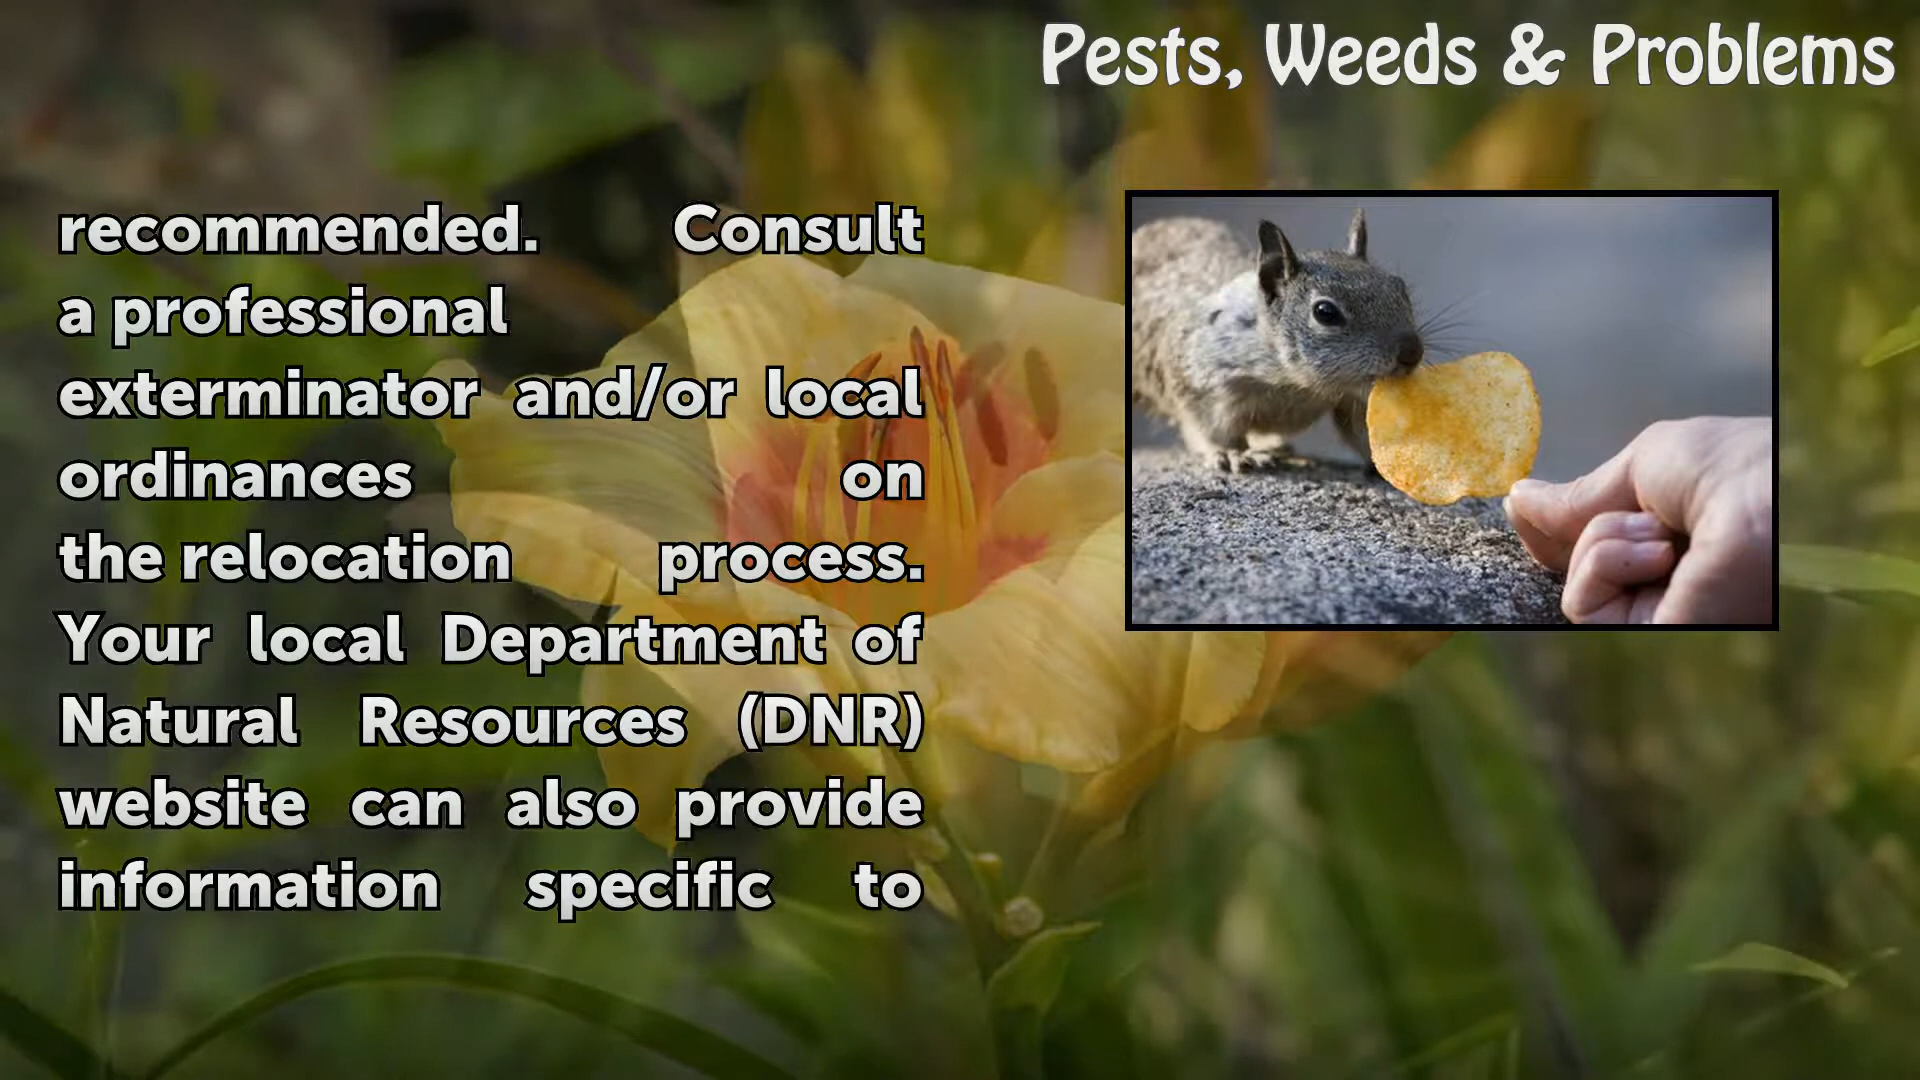 Pests, Weeds & Problems
recommended. Consult
a professional
exterminator and/or local
ordinances on
the relocation process.
Your local Department of
Natural Resources (DNR)
website can also provide
information specific to